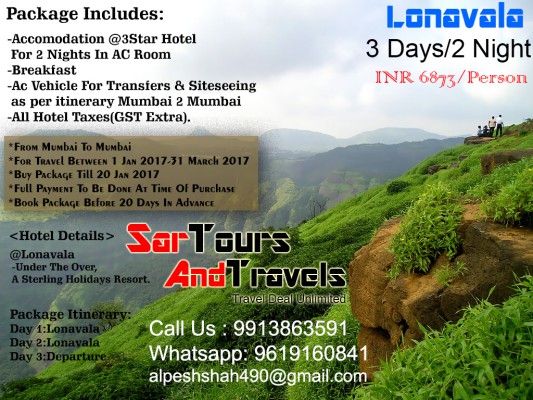 Package Includes:
-Accomodation @3Star Hotel
For 2 Nights In AC Room
-Breakfast
-Ac Vehicle For Transfers & Siteseeing
as per itinerary Mumbai 2 Mumbai
-All Hotel Taxes(GST Extra).
Lonavala
3 Days/2 Night
INR 6873/Person
*From Mumbai To Mumbai
*For Travel Between 1 Jan 2017-31 March 2017
*Buy Package Till 20 Jan 2017
*Full Payment To Be Done At Time Of Purchase
*Book Package Before 20 Days In Advance
<Hotel Details>
@Lonavala
-Under The Over,
A Sterling Holidays Resort.
SarTours
AndTravels
Travel Deal Unlimited
Package Itinerary:
Day 1:Lonavala
Day 2:Lonavala
Day 3:Departure
Call Us : 9913863591
Whatsapp: 9619160841
alpeshshah490@gmail.com